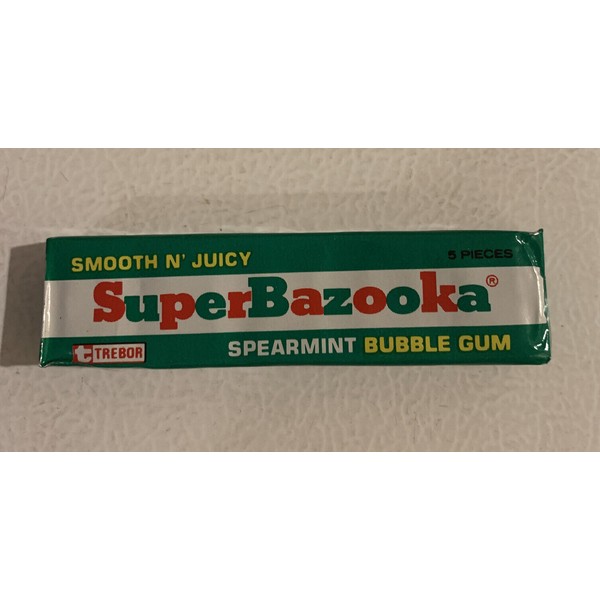 SMOOTH N' JUICY 5 PIECES
SuperBazooka®
t TREBOR SPEARMINT BUBBLE GUM